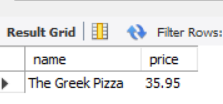 Result Grid Filter Rows:
name price
The Greek Pizza 35.95